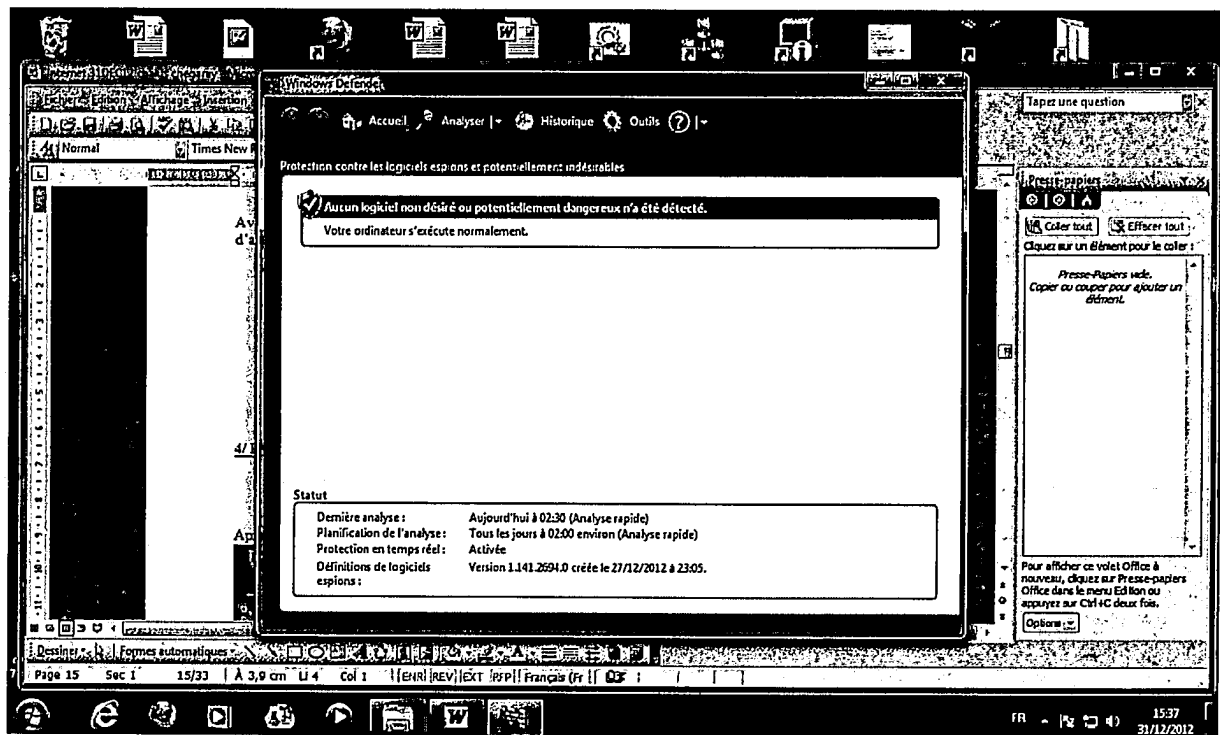 Windows Defender
Fichier Edition Affichage Insertion
Tapez une question
Accueil Analyser Historique Outils
Normal Times New R
Protection contre les logiciels espions et potentiellement indésirables
Presse-papiers
Aucun logiciel non désiré ou potentiellement dangereux n'a été détecté.
Votre ordinateur s'exécute normalement.
Av
d'a
Coller tout Effacer tout
Cliquez sur un élément pour le coller :
Presse-Papiers vide.
Copier ou couper pour ajouter un
élément.
4/
Statut
Dernière analyse : Aujourd'hui à 02:30 (Analyse rapide)
Planification de l'analyse : Tous les jours à 02:00 environ (Analyse rapide)
Protection en temps réel : Activée
Définitions de logiciels Version 1.141.2694.0 créée le 27/12/2012 à 23:05.
espions :
Ap
Pour afficher ce volet Office à
nouveau, cliquez sur Presse-papiers
Office dans le menu Edition ou
appuyez sur Ctrl+C deux fois.
Options
Dessiner Formes automatiques
Page 15 Sec 1 15/33 À 3,9 cm Li 4 Col 1 ENR REV EXT RFP Français (Fr
FR 15:37
31/12/2012